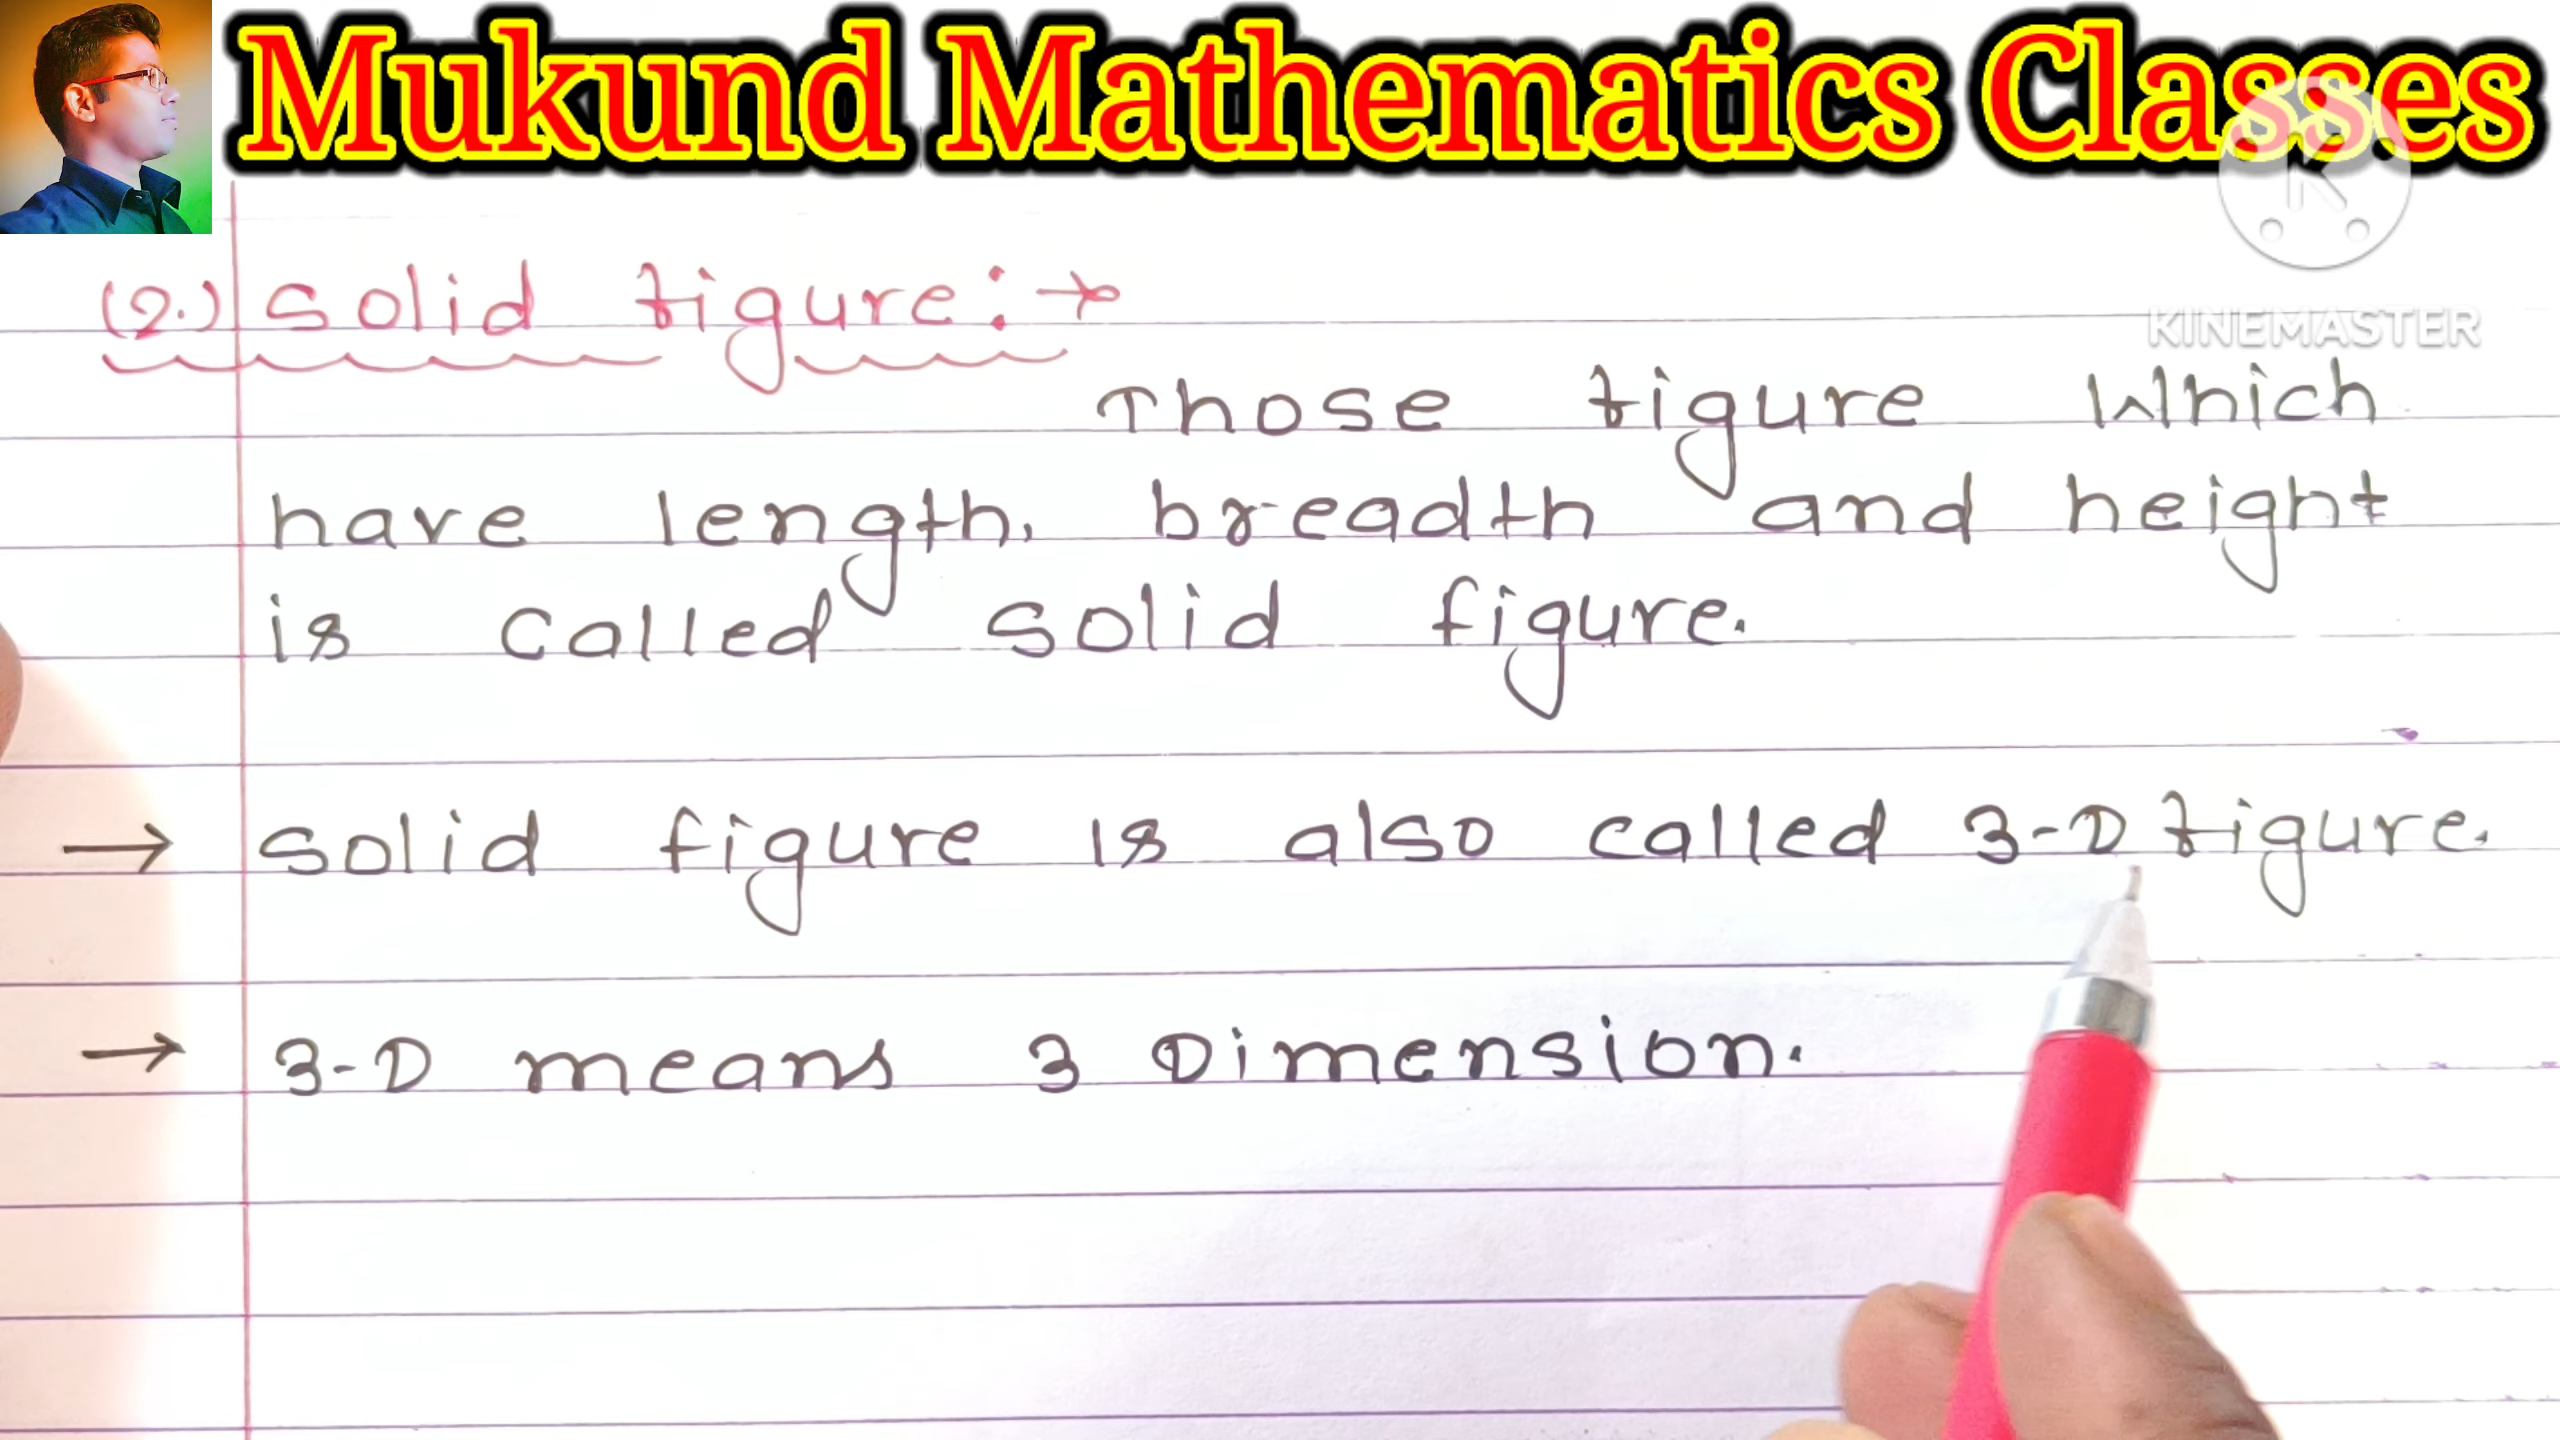 Mukund Mathematics Classes
(2.) Solid figure:→
KINEMASTER
Those figure Which
have length, breadth and height
is called solid figure.
→ Solid figure is also called 3-D figure.
→ 3-D means 3 Dimension.